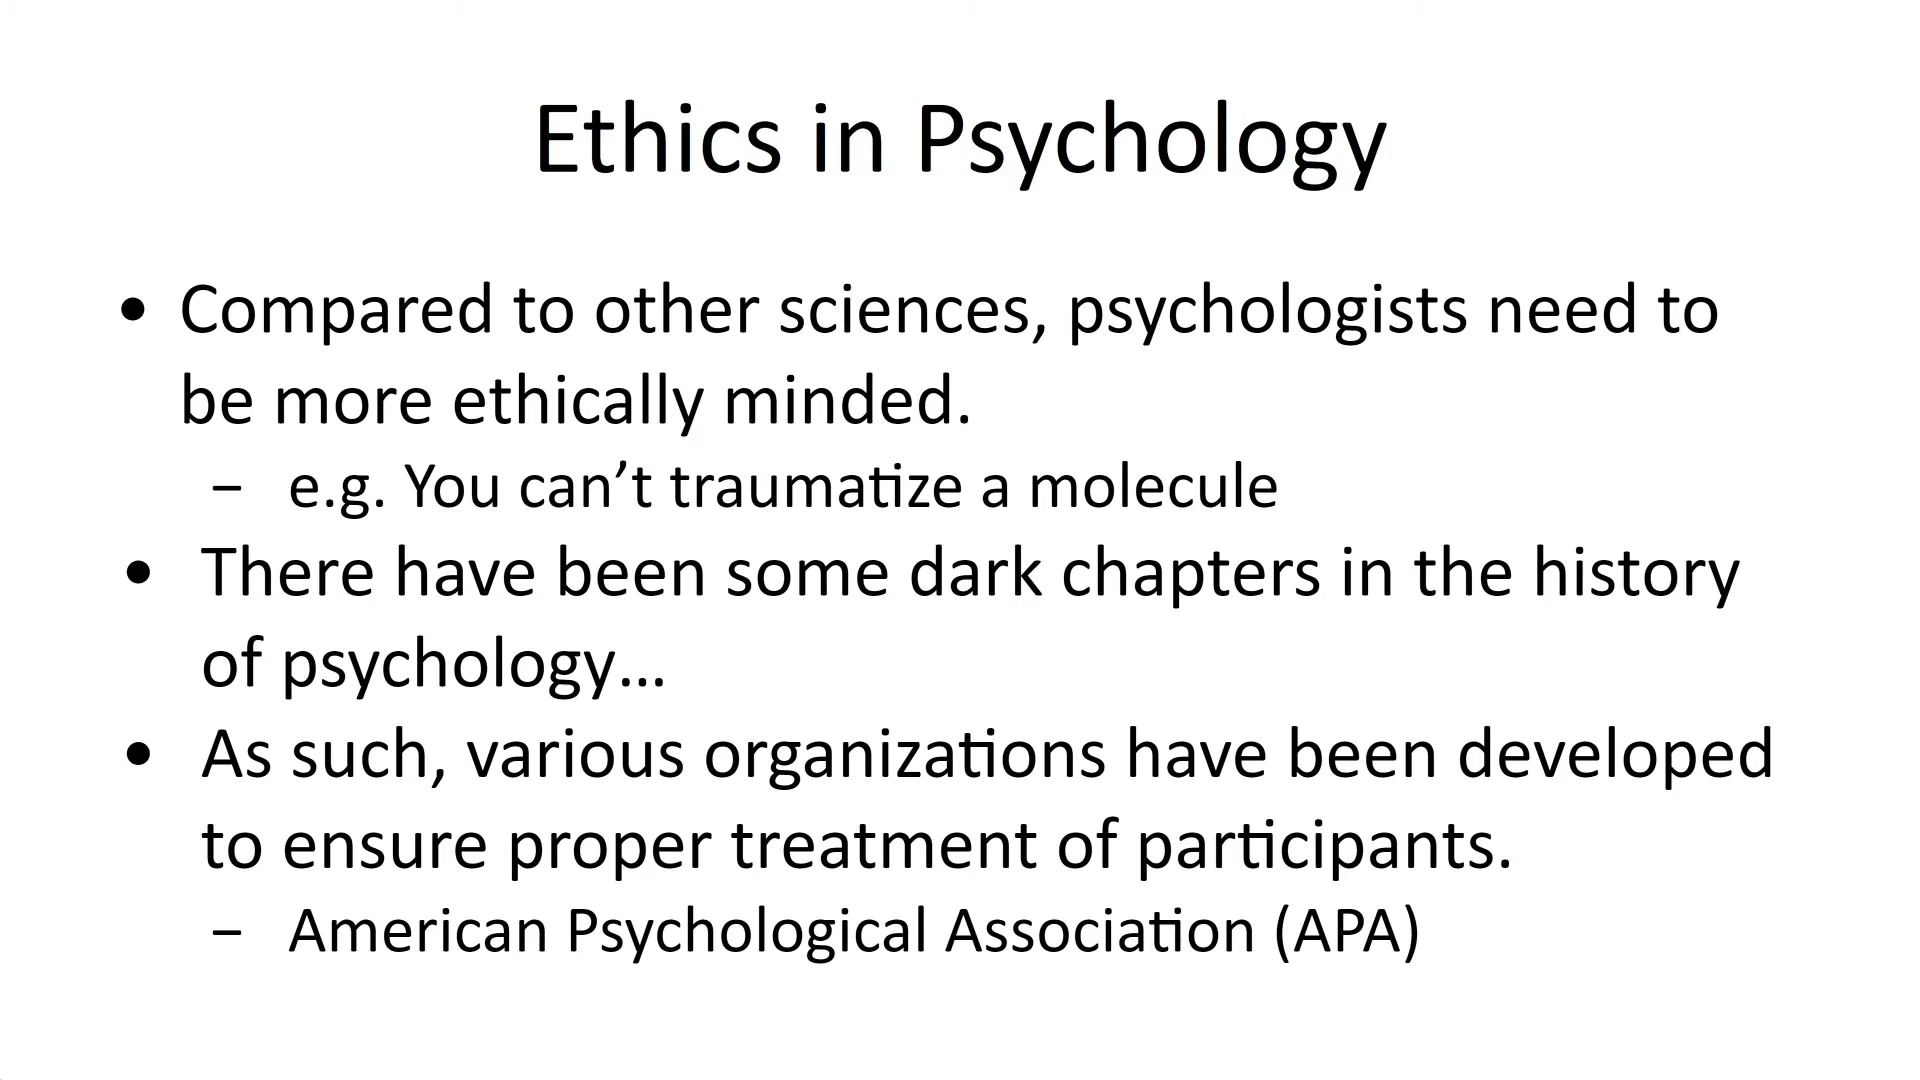 Ethics in Psychology
• Compared to other sciences, psychologists need to
be more ethically minded.
– e.g. You can’t traumatize a molecule
• There have been some dark chapters in the history
of psychology…
• As such, various organizations have been developed
to ensure proper treatment of participants.
– American Psychological Association (APA)